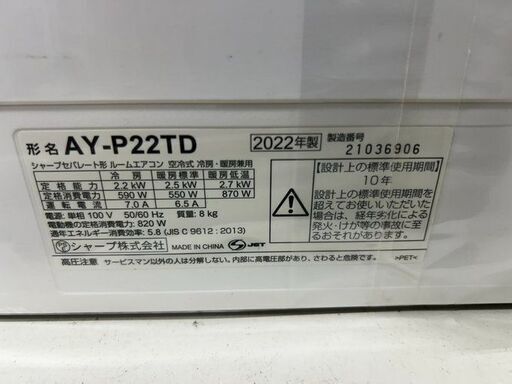 形名 AY-P22TD 2022年製 製造番号 21036906
シャープセパレート形 ルームエアコン 空冷式 冷房・暖房兼用
冷房 暖房標準 暖房低温
定格能力 2.2 kW 2.5 kW 2.7 kW
定格消費電力 590 W 550 W 870 W
運転電流 7.0 A 6.5 A
電源:単相 100 V 50/60 Hz 質量:8 kg
電動機の定格消費電力:820 W
通年エネルギー消費効率:5.8 (JIS C 9612:2013)
シャープ株式会社 MADE IN CHINA JET
【設計上の標準使用期間】
10年
設計上の標準使用期間を
超えてお使いいただいた
場合は、経年劣化による
発火・けが等の事故に至
るおそれがあります。
高圧注意 サービスマン以外の人は分解しない。内部に高電圧部があり、さわると危険です。 >PET<